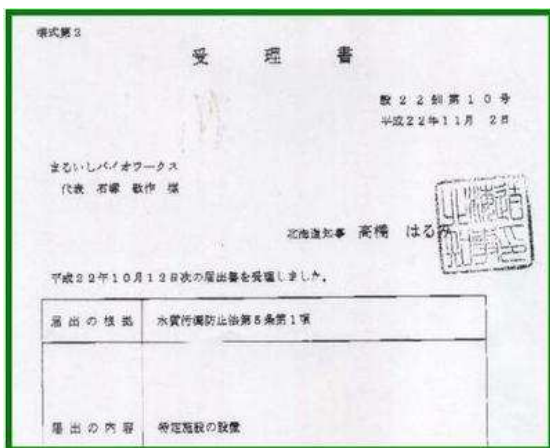 様式第2
受理書
第10号
平成22年11月 2日
まるいしバイオワークス
代表 石塚 敬作 様
北海道知事 高橋 はるみ
平成22年10月12日次の届出書を受理しました。
届出の根拠 水質汚濁防止法第5条第1項
届出の内容 特定施設の設置